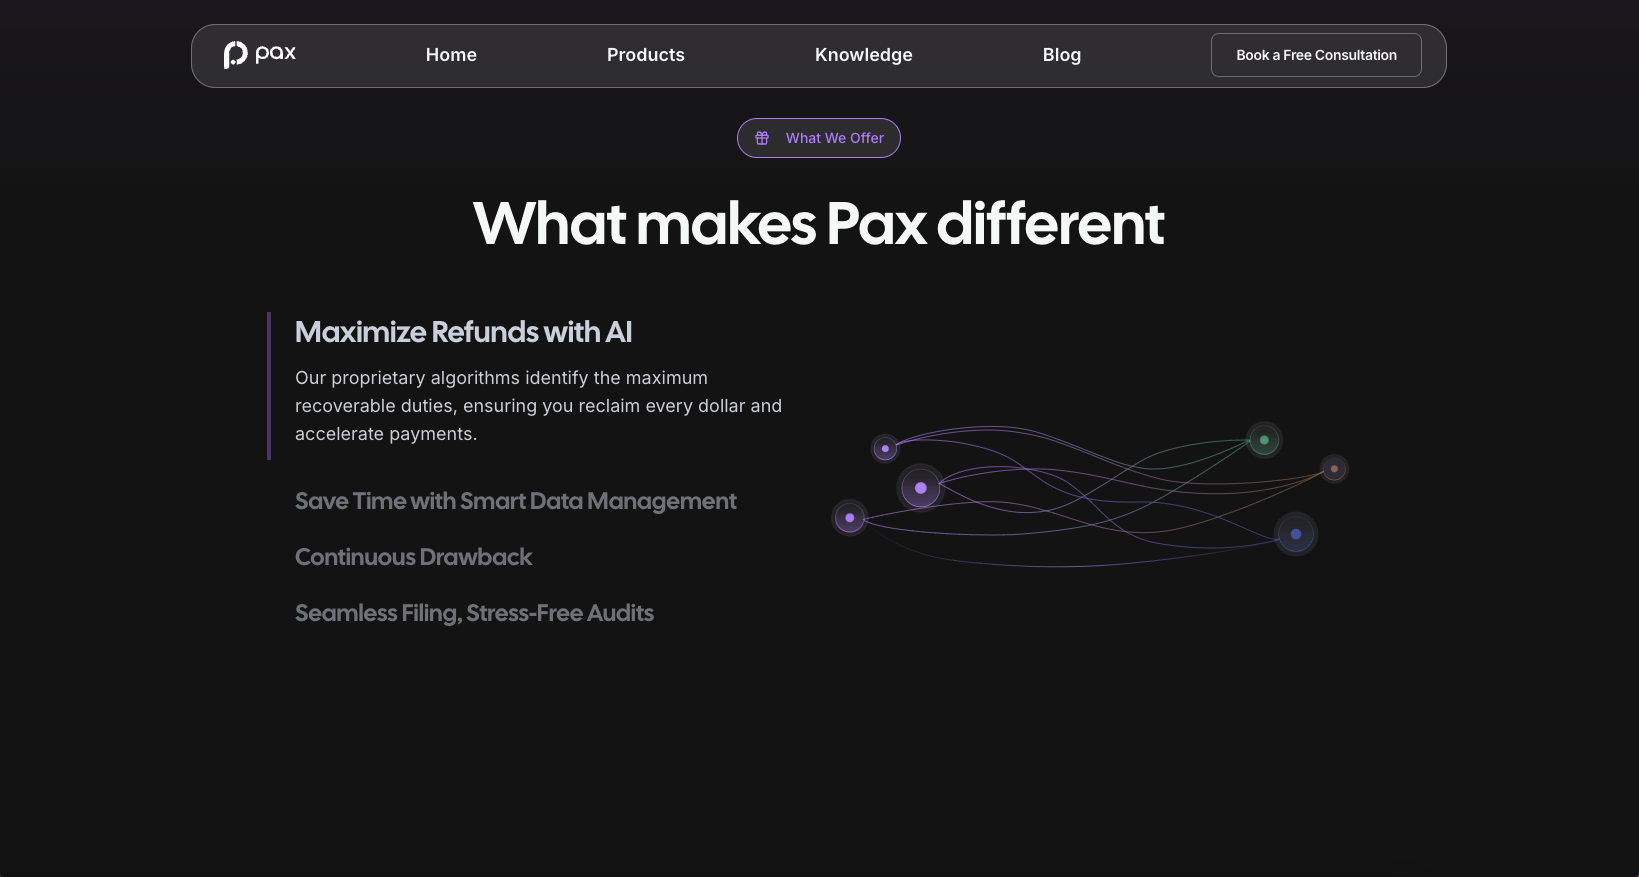 pax
Home
Products
Knowledge
Blog
Book a Free Consultation
What We Offer
What makes Pax different
Maximize Refunds with AI
Our proprietary algorithms identify the maximum
recoverable duties, ensuring you reclaim every dollar and
accelerate payments.
Save Time with Smart Data Management
Continuous Drawback
Seamless Filing, Stress-Free Audits